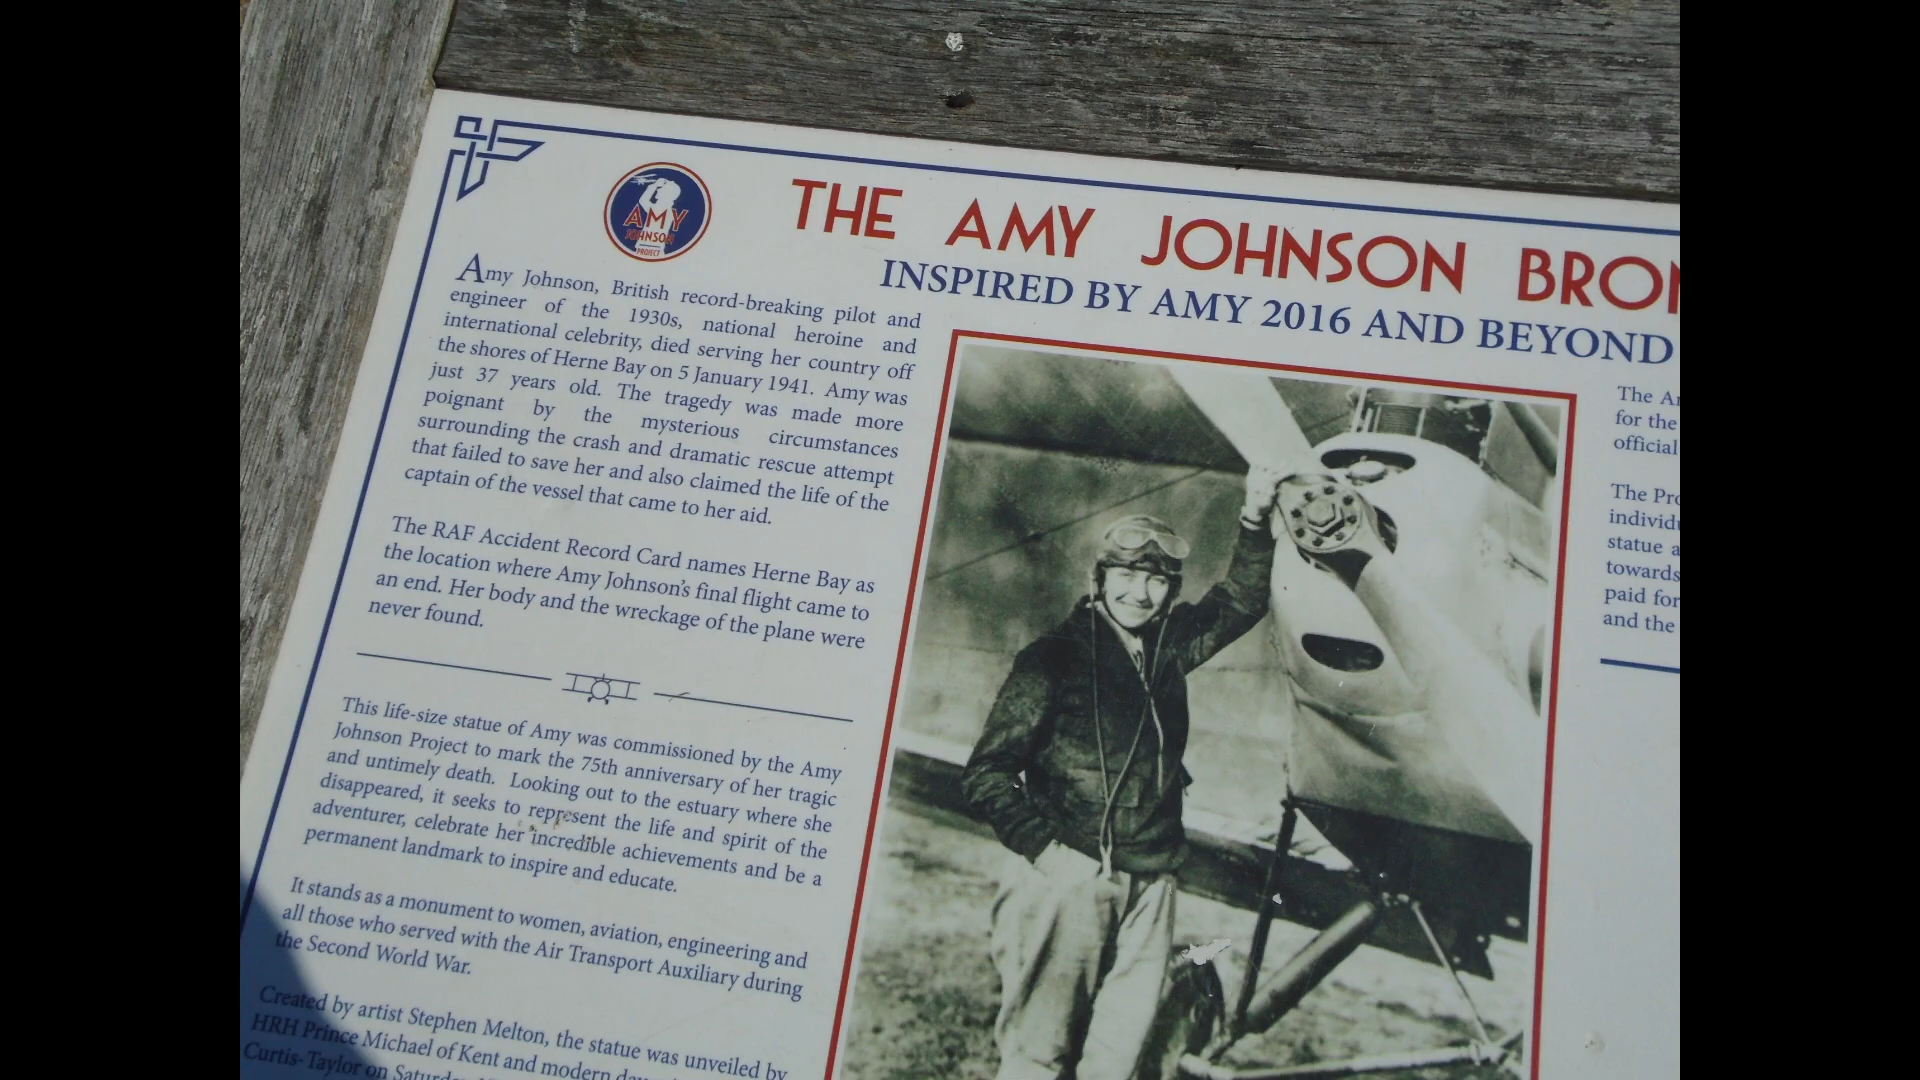 AMY
JOHNSON
PROJECT
THE AMY JOHNSON BRON
INSPIRED BY AMY 2016 AND BEYOND
Amy Johnson, British record-breaking pilot and
engineer of the 1930s, national heroine and
international celebrity, died serving her country off
the shores of Herne Bay on 5 January 1941. Amy was
just 37 years old. The tragedy was made more
poignant by the mysterious circumstances
surrounding the crash and dramatic rescue attempt
that failed to save her and also claimed the life of the
captain of the vessel that came to her aid.
The RAF Accident Record Card names Herne Bay as
the location where Amy Johnson's final flight came to
an end. Her body and the wreckage of the plane were
never found.
This life-size statue of Amy was commissioned by the Amy
Johnson Project to mark the 75th anniversary of her tragic
and untimely death. Looking out to the estuary where she
disappeared, it seeks to represent the life and spirit of the
adventurer, celebrate her incredible achievements and be a
permanent landmark to inspire and educate.
It stands as a monument to women, aviation, engineering and
all those who served with the Air Transport Auxiliary during
the Second World War.
Created by artist Stephen Melton, the statue was unveiled by
HRH Prince Michael of Kent and modern day
Curtis-Taylor on
The
for the
official
The
statue a
towards
paid for
and the